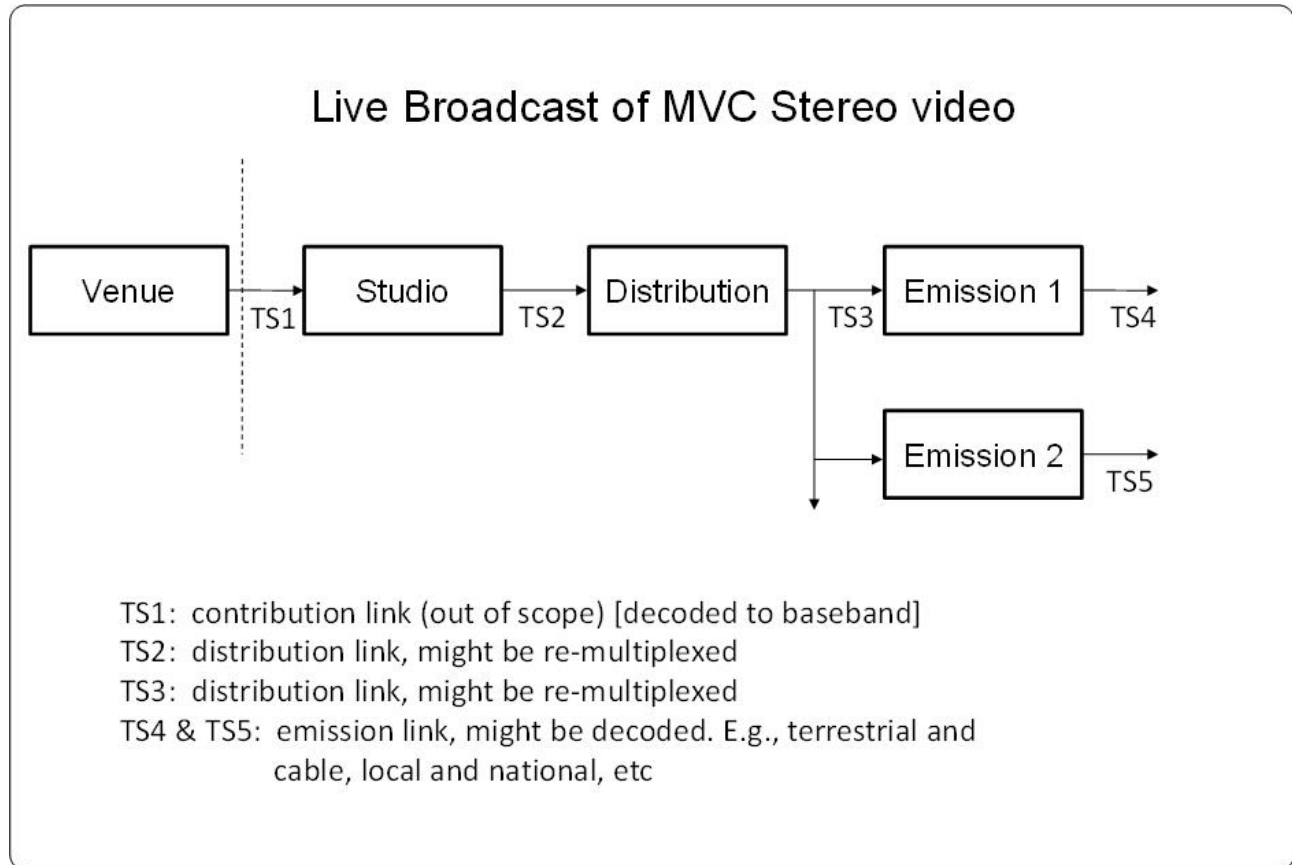 Live Broadcast of MVC Stereo video
Venue
TS1
Studio
TS2
Distribution
TS3
Emission 1
TS4
Emission 2
TS5
TS1: contribution link (out of scope) [decoded to baseband]
TS2: distribution link, might be re-multiplexed
TS3: distribution link, might be re-multiplexed
TS4 & TS5: emission link, might be decoded. E.g., terrestrial and
cable, local and national, etc